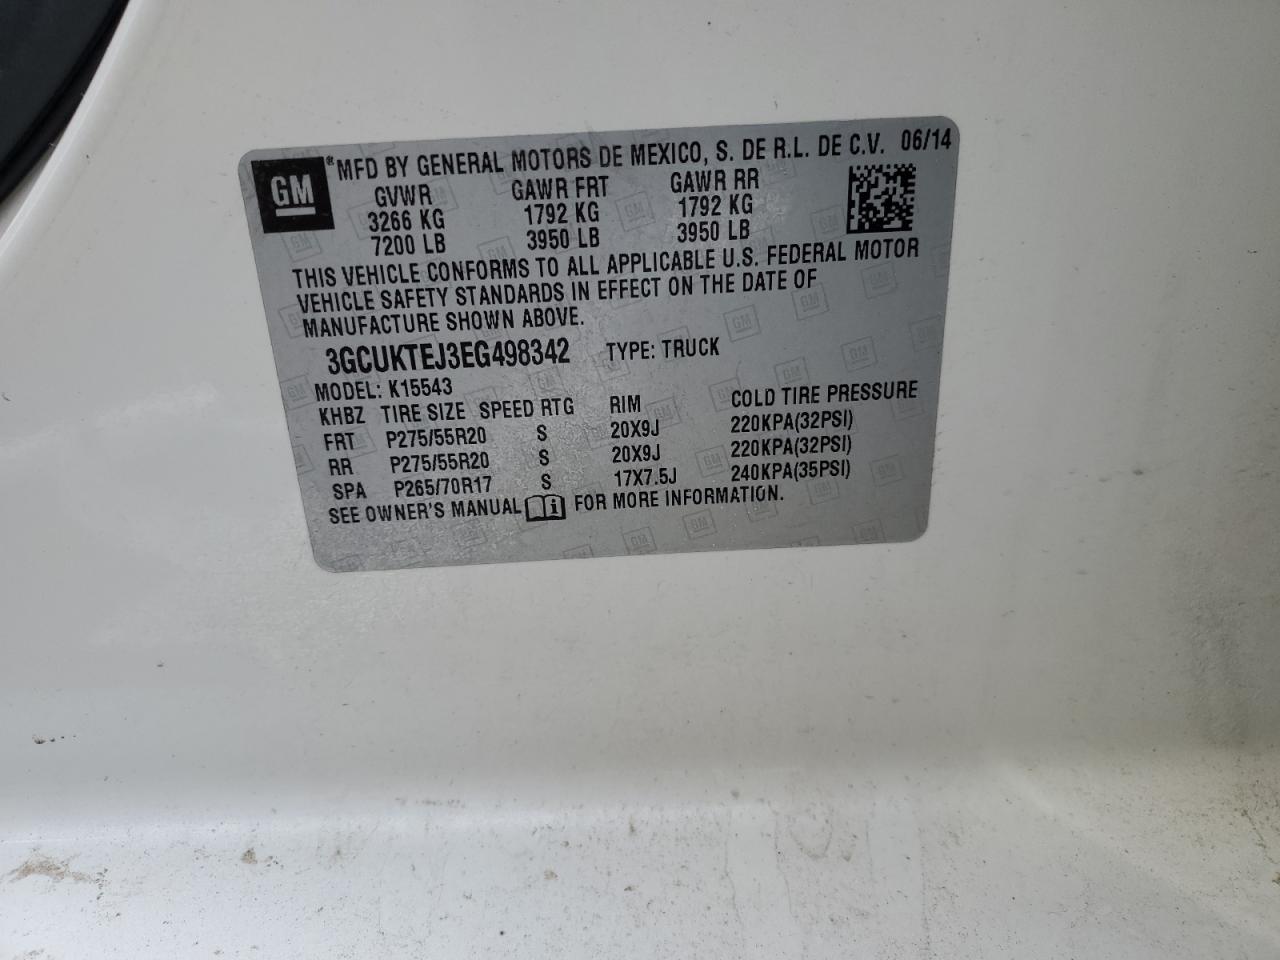 GM
® MFD BY GENERAL MOTORS DE MEXICO, S. DE R.L. DE C.V. 06/14
GVWR GAWR FRT GAWR RR
3266 KG 1792 KG 1792 KG
7200 LB 3950 LB 3950 LB
THIS VEHICLE CONFORMS TO ALL APPLICABLE U.S. FEDERAL MOTOR
VEHICLE SAFETY STANDARDS IN EFFECT ON THE DATE OF
MANUFACTURE SHOWN ABOVE.
3GCUKTEJ3EG498342 TYPE: TRUCK
MODEL: K15543
KHBZ TIRE SIZE SPEED RTG RIM COLD TIRE PRESSURE
FRT P275/55R20 S 20X9J 220KPA(32PSI)
RR P275/55R20 S 20X9J 220KPA(32PSI)
SPA P265/70R17 S 17X7.5J 240KPA(35PSI)
SEE OWNER'S MANUAL i FOR MORE INFORMATION.